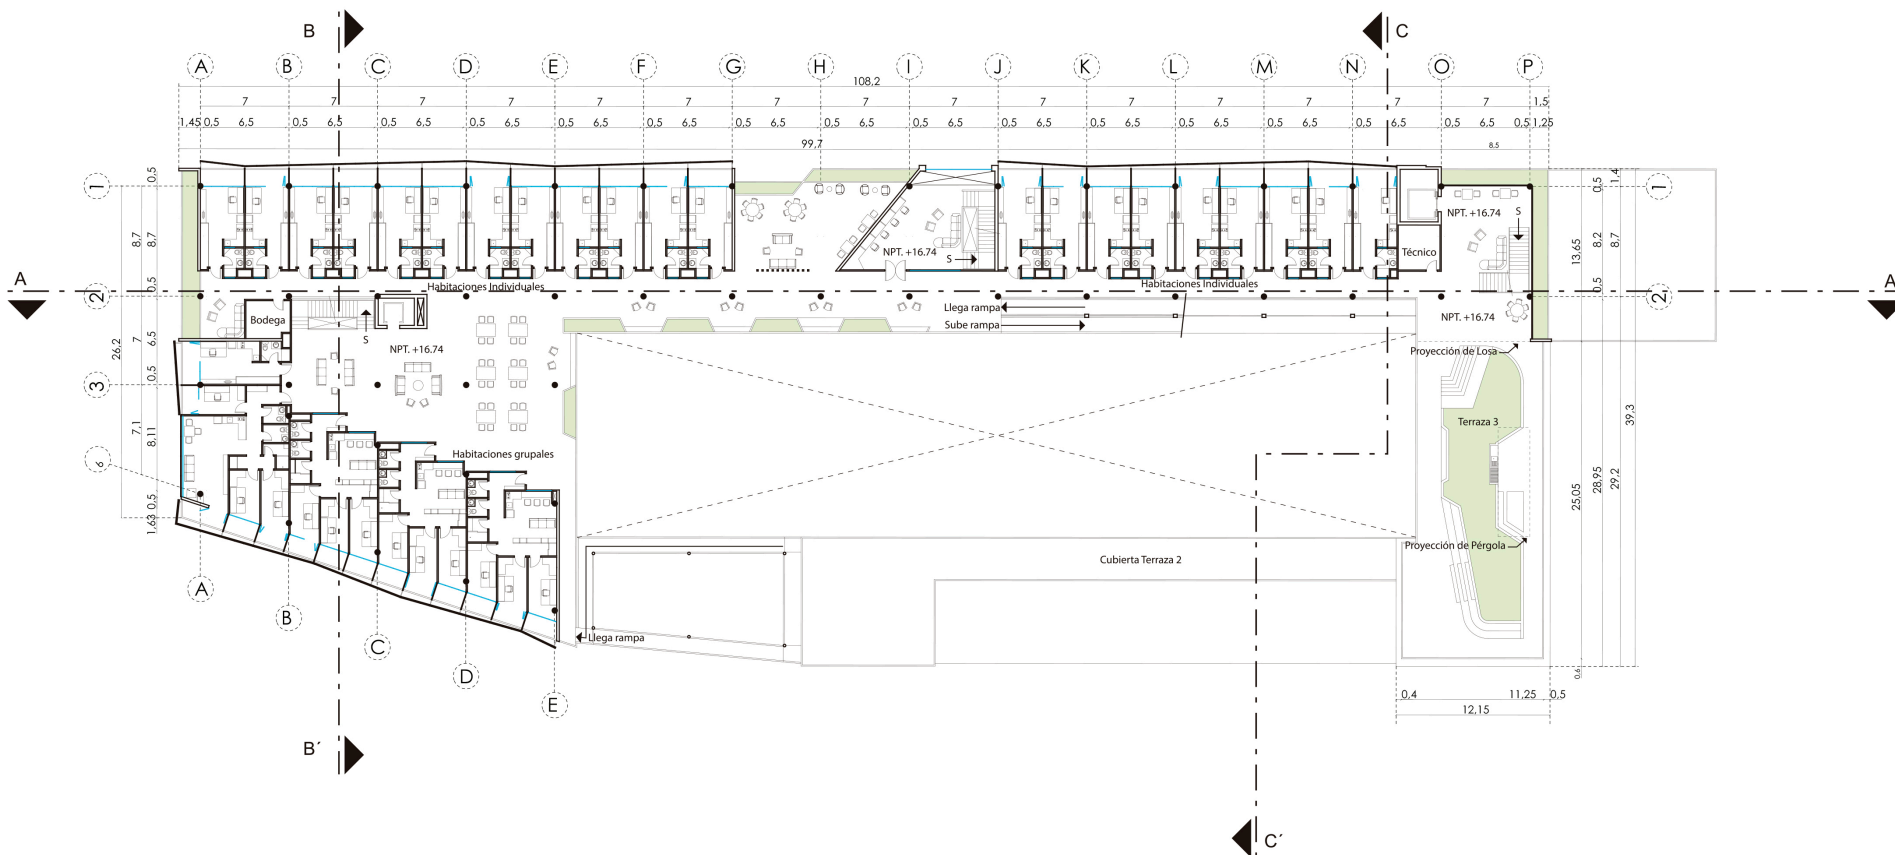 B
C
A
B
C
D
E
F
G
H
I
J
K
L
M
N
O
P
108,2
7 7 7 7 7 7 7 7 7 7 7 7 7 7 7 1,5
1,45 0,5 6,5 0,5 6,5 0,5 6,5 0,5 6,5 0,5 6,5 0,5 6,5 0,5 6,5 0,5 6,5 0,5 6,5 0,5 6,5 0,5 6,5 0,5 6,5 0,5 6,5 0,5 6,5 0,5 6,5 0,5 1,25
99,7
8.5
1
0,5
0,5
1,4
1
NPT. +16.74
S
8,7
8,7
NPT. +16.74
S
Técnico
13,65
8,2
8,7
A
0,5
Habitaciones Individuales
Habitaciones Individuales
0,5
A
2
2
Bodega
S
Llega rampa
Sube rampa
NPT. +16.74
26,2
7
6,5
NPT. +16.74
Proyección de Losa
3
0,5
7,1
8,11
Terraza 3
39,3
Habitaciones grupales
6
0,5
1,63
25,05
28,95
29,2
Proyección de Pérgola
Cubierta Terraza 2
A
B
C
D
E
Llega rampa
0,6
0,4
11,25
0,5
12,15
B´
C´